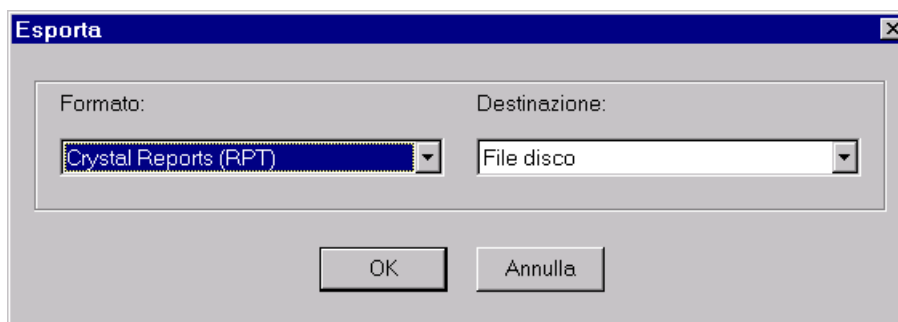 Esporta
Formato:
Destinazione:
Crystal Reports (RPT)
File disco
OK
Annulla